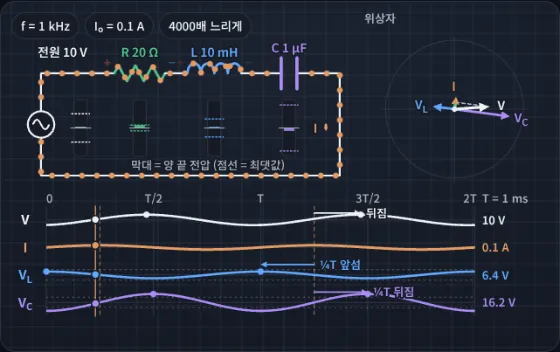 f = 1 kHz
I₀ = 0.1 A
4000배 느리게
위상자
전원 10 V
R 20 Ω
L 10 mH
C 1 μF
I
I
V_L
V
V_C
막대 = 양 끝 전압 (점선 = 최댓값)
0
T/2
T
3T/2
2T
T = 1 ms
V
뒤짐
10 V
I
0.1 A
V_L
¼T 앞섬
6.4 V
V_C
¼T 뒤짐
16.2 V